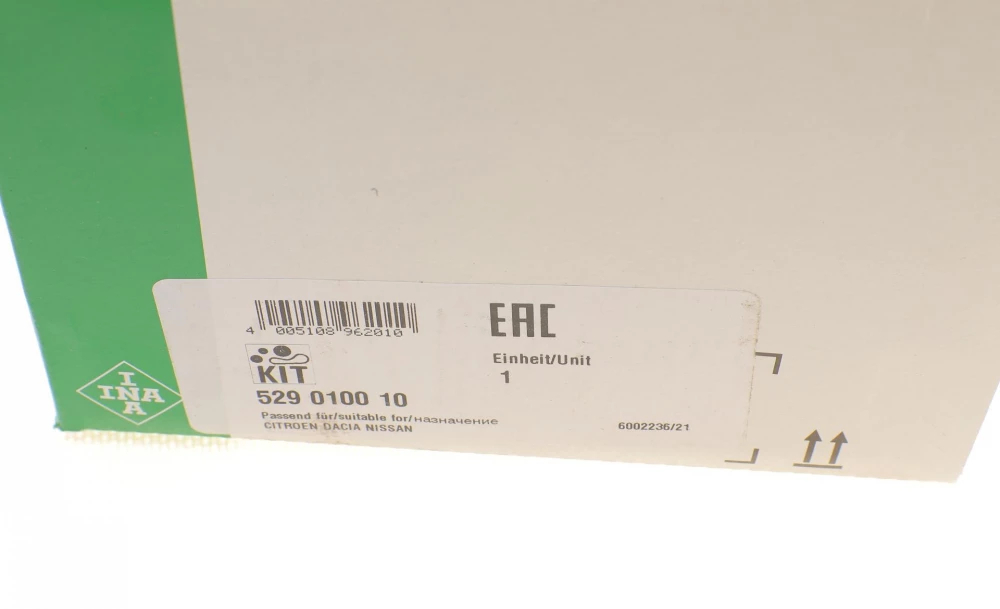 4 005108 962010
EAC
KIT
Einheit/Unit
1
529 0100 10
Passend für/suitable for/назначение
CITROEN DACIA NISSAN
6002236/21
INA
INA